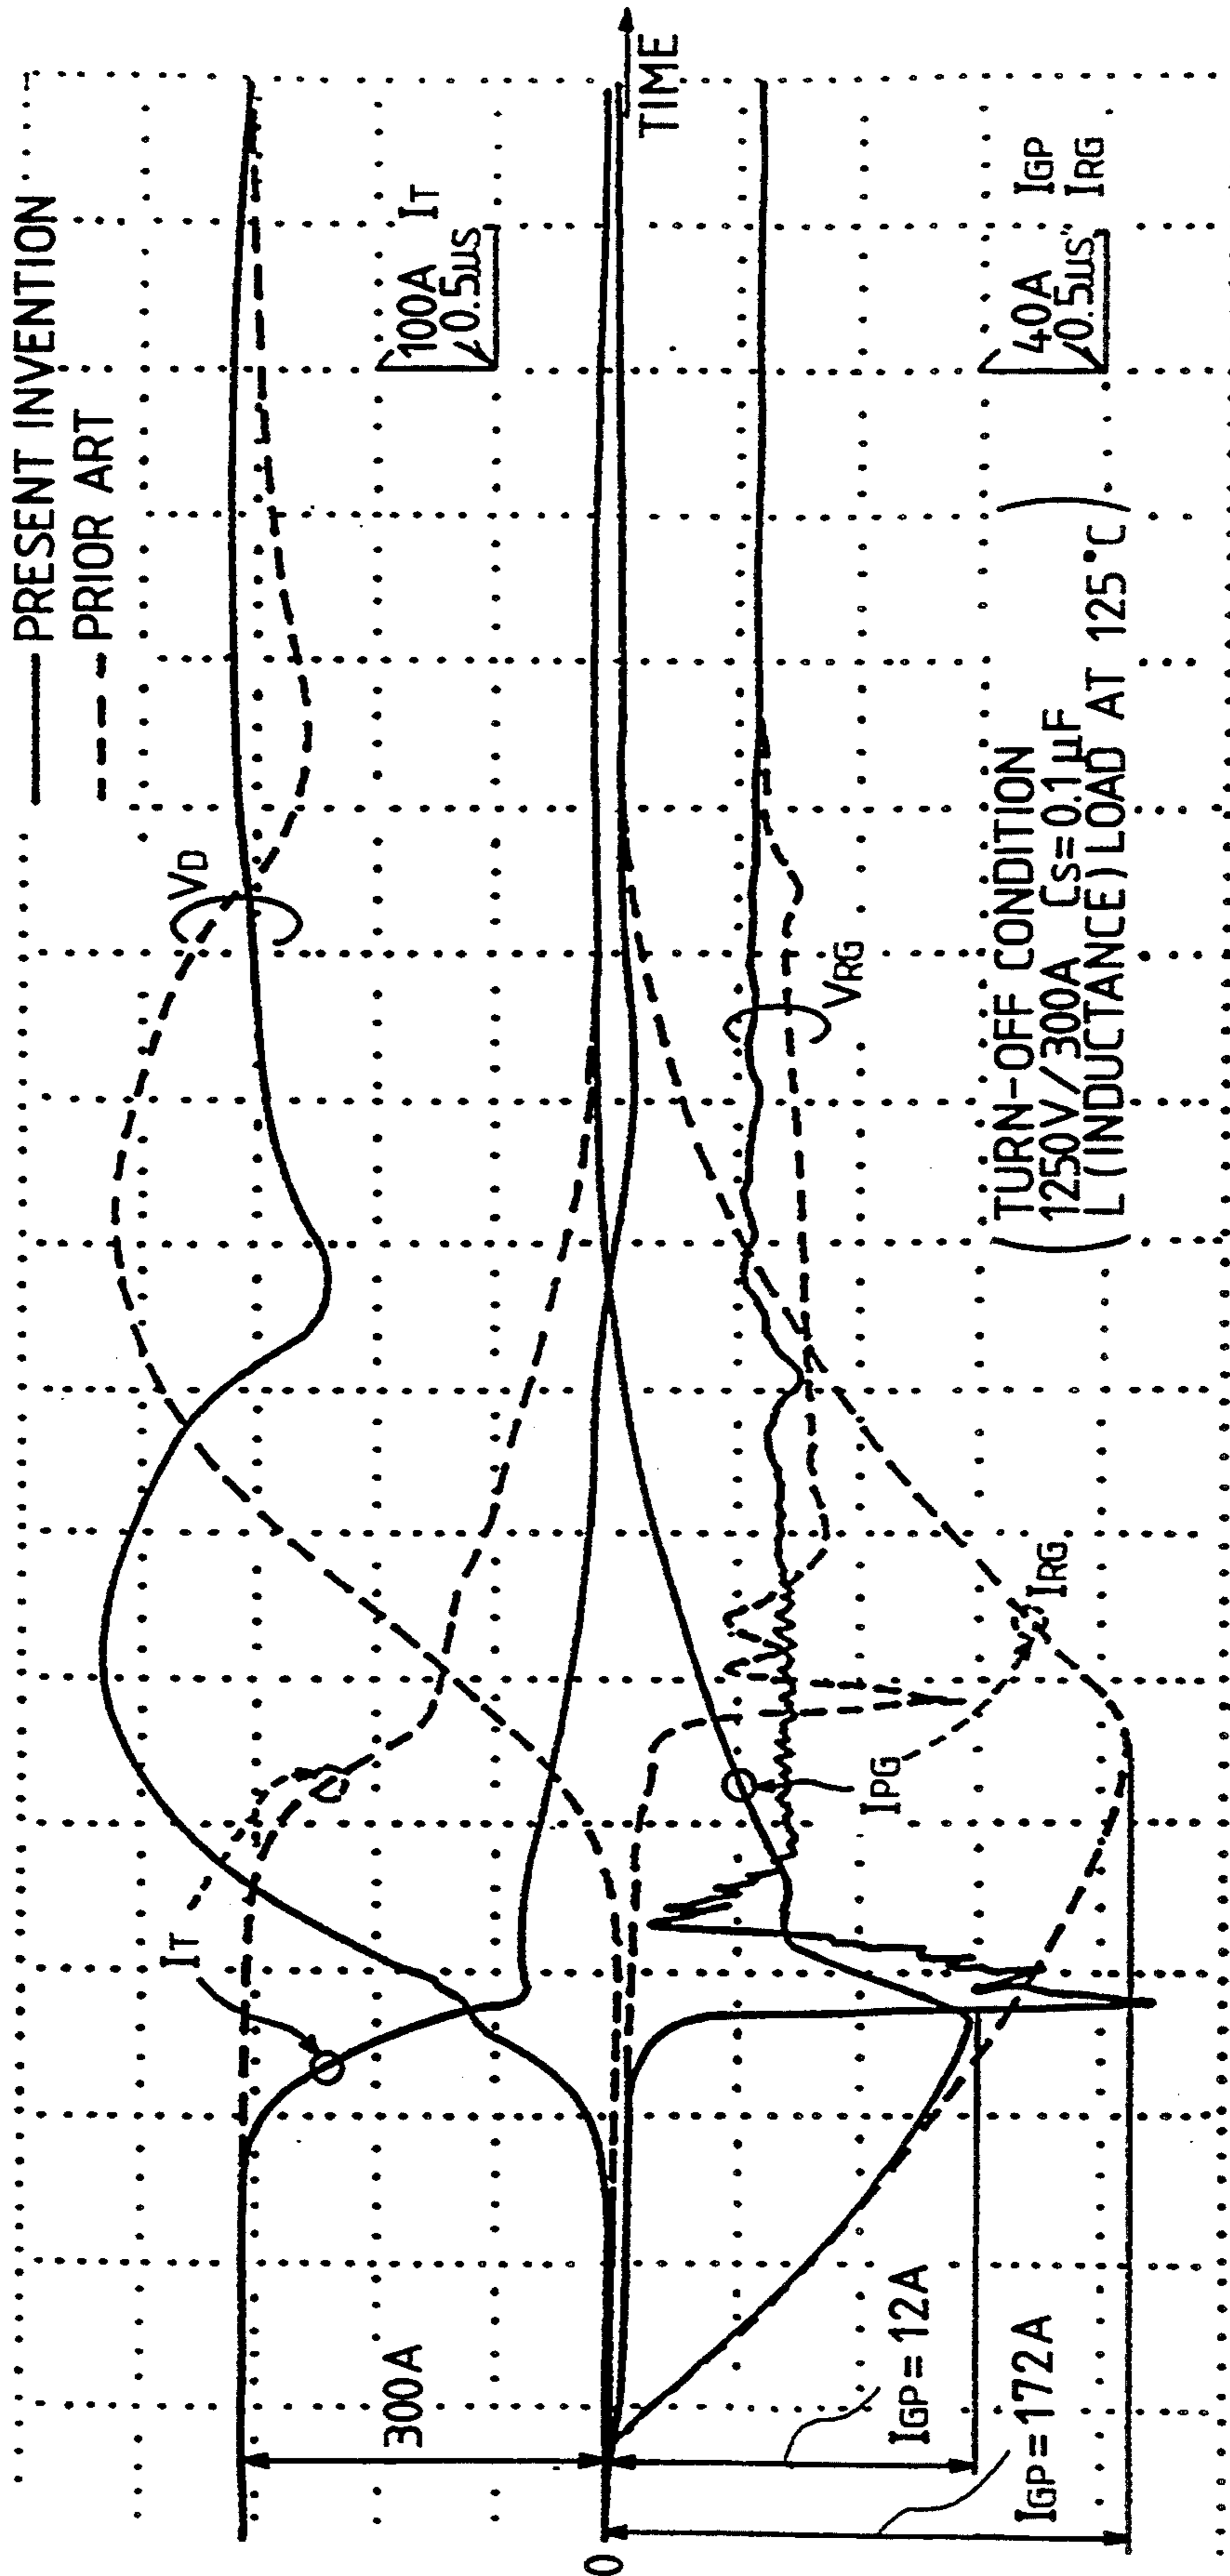 PRESENT INVENTION
PRIOR ART
VD
IT
300A
0
TIME
100A
0.5μs
IT
VRG
IPG
IRG
IGP=12A
IGP=172A
40A
0.5μs
IGP
IRG
TURN-OFF CONDITION
1250V/300A CS=0.1μF
L(INDUCTANCE)LOAD AT 125°C